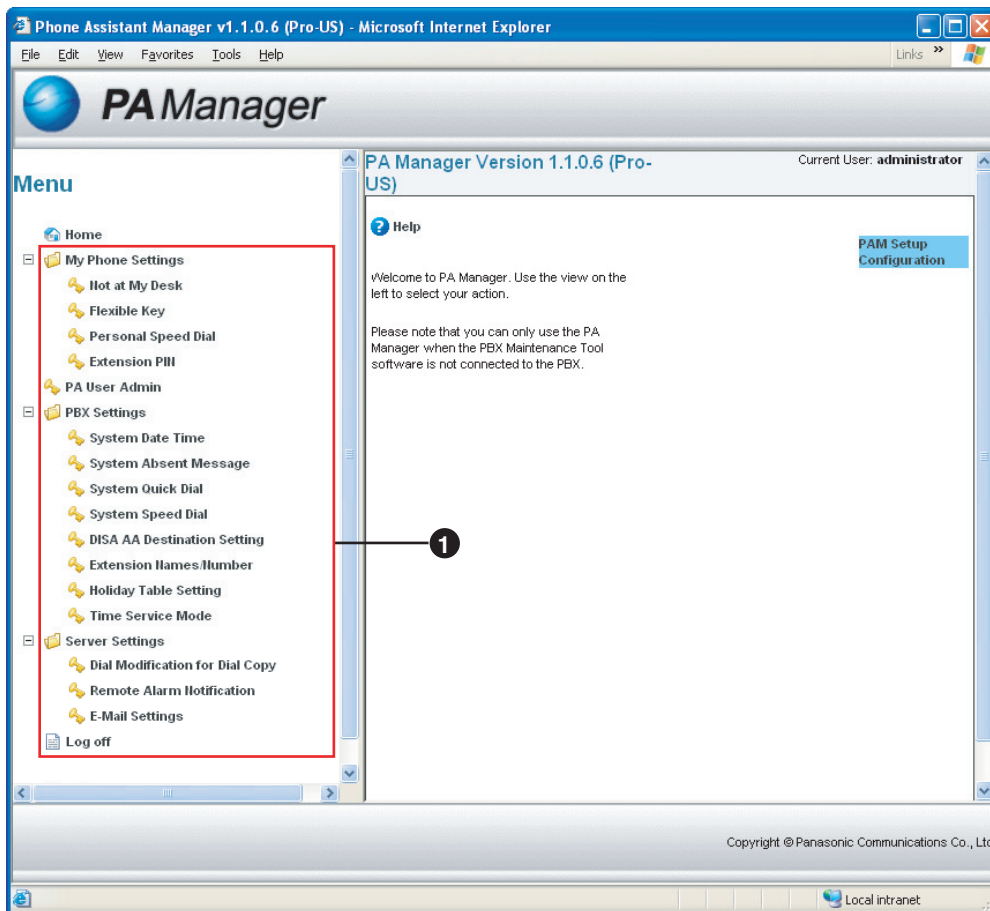 Phone Assistant Manager v1.1.0.6 (Pro-US) - Microsoft Internet Explorer
File Edit View Favorites Tools Help
Links »
PA Manager
Menu
Home
My Phone Settings
Not at My Desk
Flexible Key
Personal Speed Dial
Extension PIN
PA User Admin
PBX Settings
System Date Time
System Absent Message
System Quick Dial
System Speed Dial
DISA AA Destination Setting
Extension Names/Number
Holiday Table Setting
Time Service Mode
Server Settings
Dial Modification for Dial Copy
Remote Alarm Notification
E-Mail Settings
Log off
1
PA Manager Version 1.1.0.6 (Pro-
US)
Current User: administrator
Help
PAM Setup
Configuration
Welcome to PA Manager. Use the view on the
left to select your action.
Please note that you can only use the PA
Manager when the PBX Maintenance Tool
software is not connected to the PBX.
Copyright © Panasonic Communications Co., Ltd
Local intranet